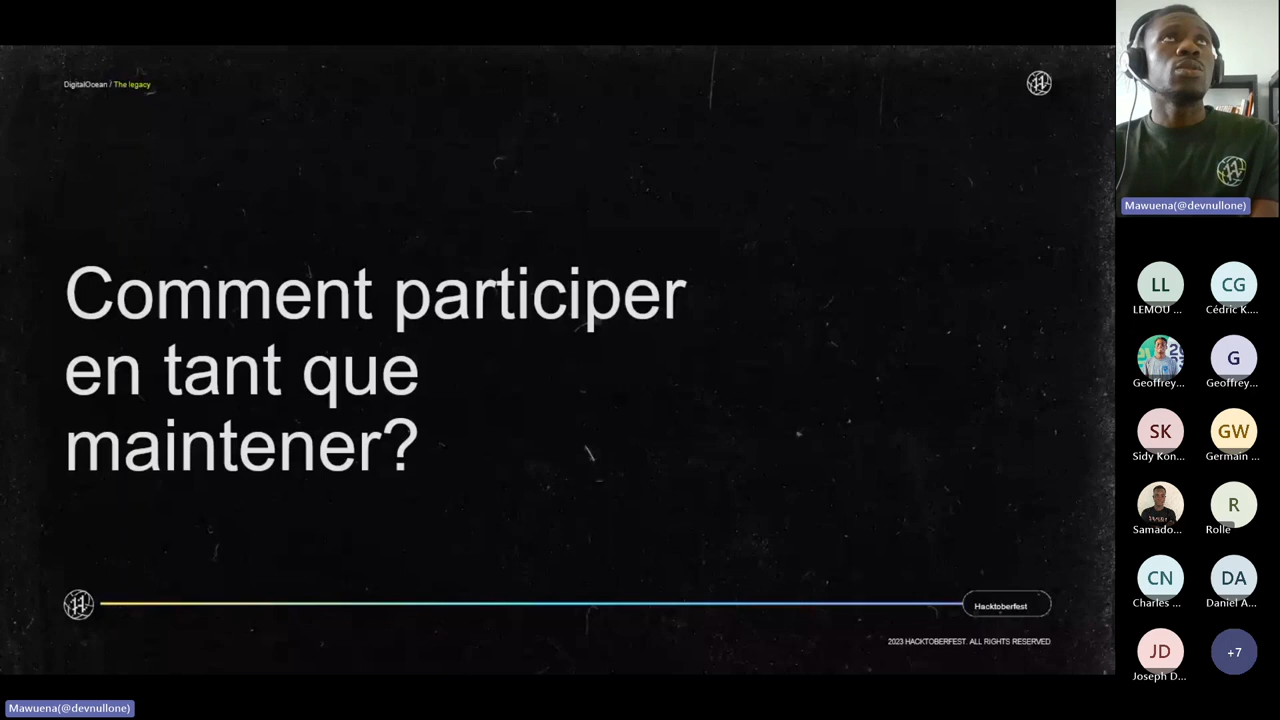 DigitalOcean / The legacy
Comment participer
en tant que
maintener?
Hacktoberfest
2023 HACKTOBERFEST. ALL RIGHTS RESERVED
Mawuena(@devnullone)
Mawuena(@devnullone)
LL
CG
LEMOU ...
Cédric K....
G
Geoffrey...
Geoffrey...
SK
GW
Sidy Kon...
Germain ...
R
Samado...
Rolle
CN
DA
Charles ...
Daniel A...
JD
+7
Joseph D...